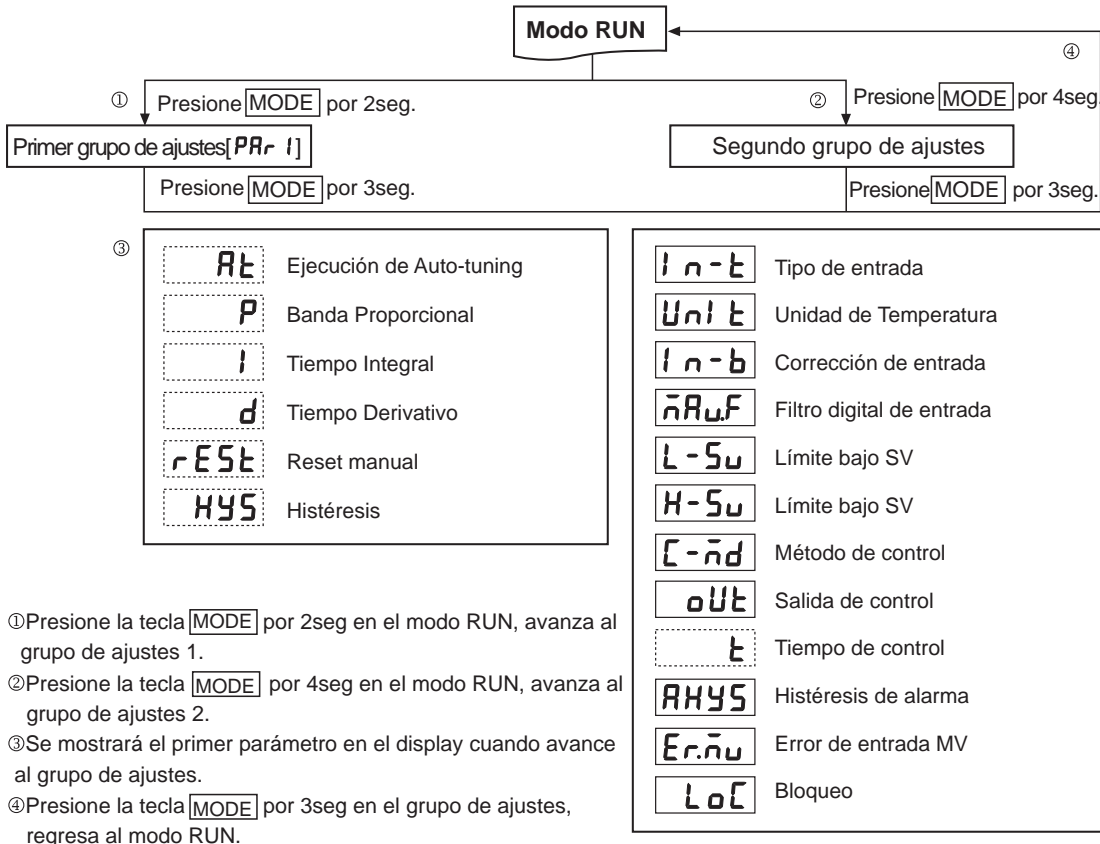 Modo RUN
④
① Presione MODE por 2seg.
② Presione MODE por 4seg.
Primer grupo de ajustes[PAr 1]
Segundo grupo de ajustes
Presione MODE por 3seg.
Presione MODE por 3seg.
③
At Ejecución de Auto-tuning
P Banda Proporcional
I Tiempo Integral
d Tiempo Derivativo
rESt Reset manual
HYS Histéresis
In-t Tipo de entrada
UnIt Unidad de Temperatura
In-b Corrección de entrada
mAu.F Filtro digital de entrada
L-Su Límite bajo SV
H-Su Límite bajo SV
C-md Método de control
oUt Salida de control
t Tiempo de control
AHYS Histéresis de alarma
Er.mu Error de entrada MV
LoC Bloqueo
①Presione la tecla MODE por 2seg en el modo RUN, avanza al
grupo de ajustes 1.
②Presione la tecla MODE por 4seg en el modo RUN, avanza al
grupo de ajustes 2.
③Se mostrará el primer parámetro en el display cuando avance
al grupo de ajustes.
④Presione la tecla MODE por 3seg en el grupo de ajustes,
regresa al modo RUN.